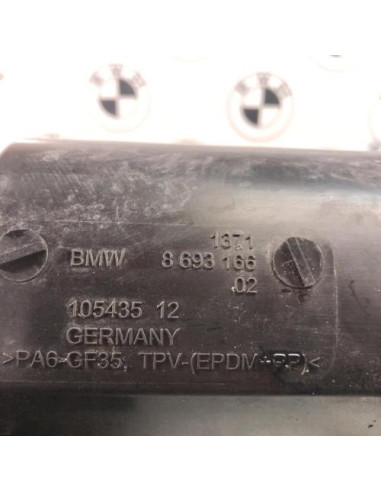 1371
BMW 8 693 166
02
105435 12
GERMANY
>PA6-GF35, TPV-(EPDM+PP)<